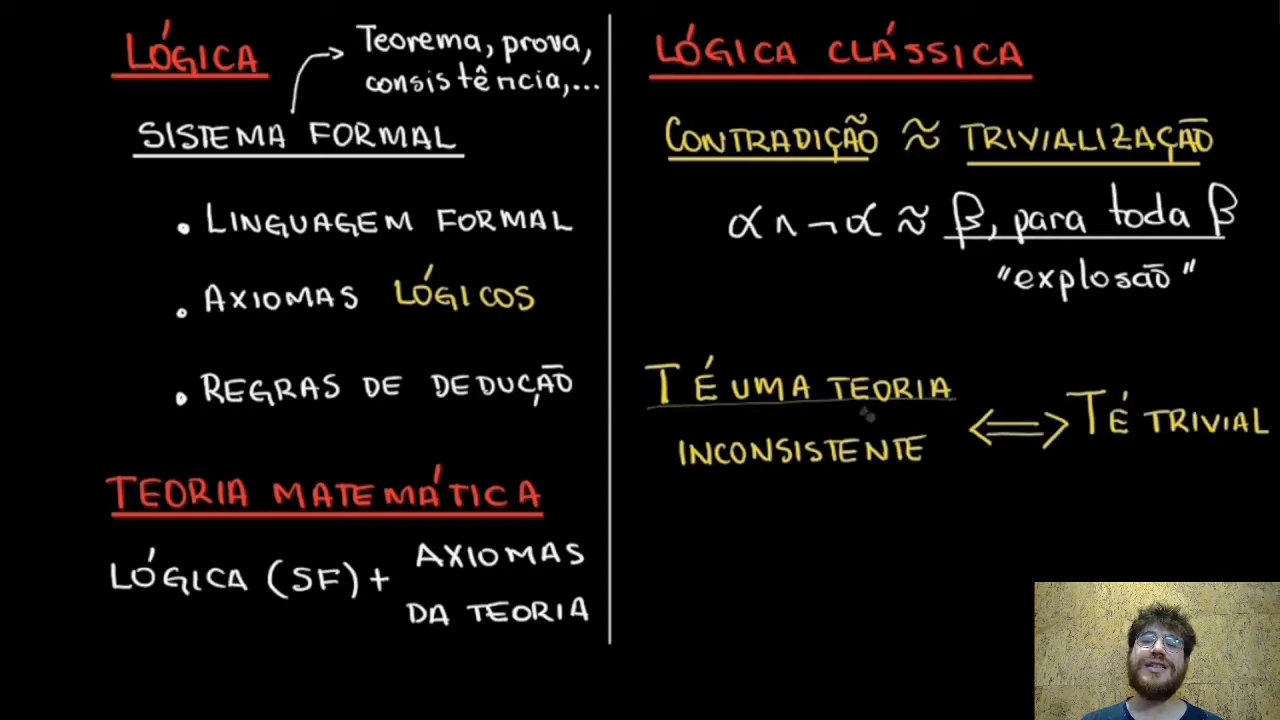 LÓGICA
Teorema, prova,
consistência,...
SISTEMA FORMAL
• LINGUAGEM FORMAL
• AXIOMAS LÓGICOS
• REGRAS DE DEDUÇÃO
TEORIA MATEMÁTICA
LÓGICA (SF) + AXIOMAS
DA TEORIA
LÓGICA CLÁSSICA
CONTRADIÇÃO ≈ TRIVIALIZAÇÃO
α ∧ ¬ α ≈ β, para toda β
"explosão"
T É UMA TEORIA
INCONSISTENTE ⟺ T É TRIVIAL